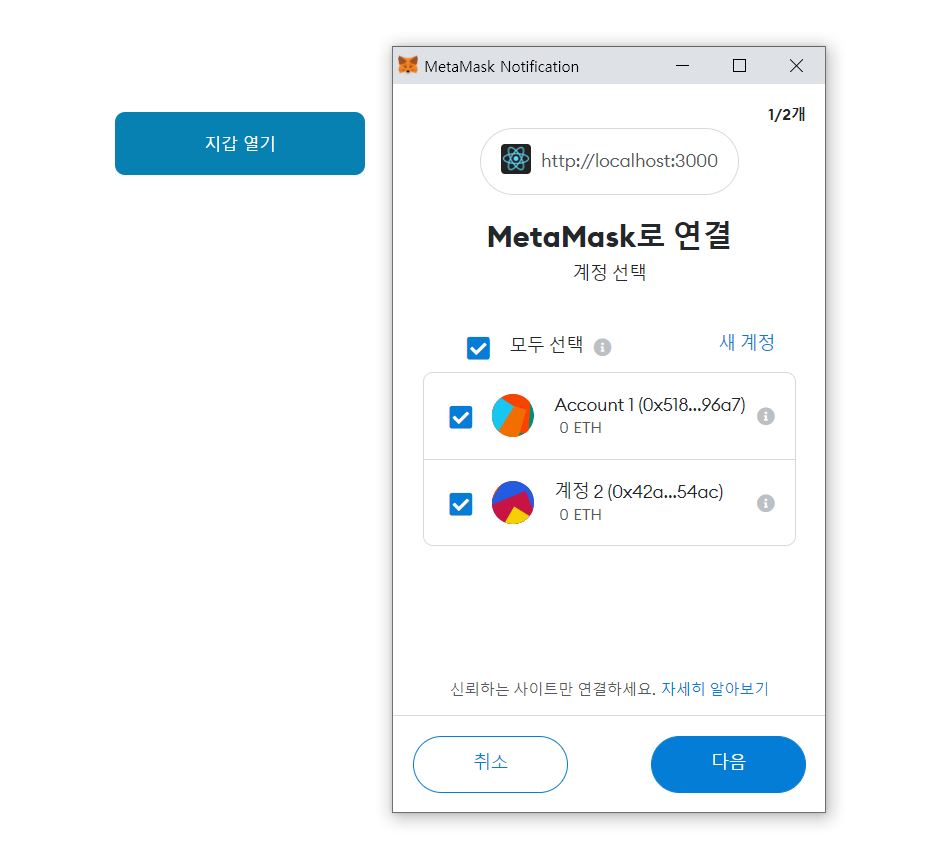 지갑 열기
MetaMask Notification
1/2개
http://localhost:3000
MetaMask로 연결
계정 선택
모두 선택
새 계정
Account 1 (0x518...96a7)
0 ETH
계정 2 (0x42a...54ac)
0 ETH
신뢰하는 사이트만 연결하세요. 자세히 알아보기
취소
다음